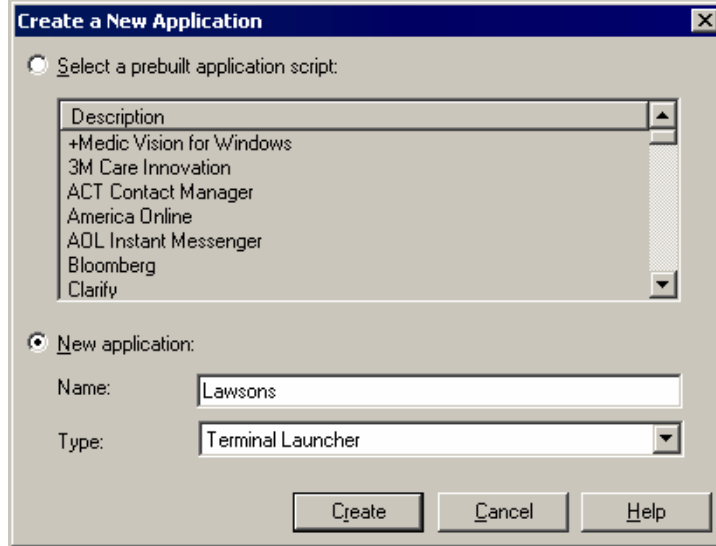 Create a New Application
Select a prebuilt application script:
Description
+Medic Vision for Windows
3M Care Innovation
ACT Contact Manager
America Online
AOL Instant Messenger
Bloomberg
Clarify
New application:
Name: Lawsons
Type: Terminal Launcher
Create Cancel Help